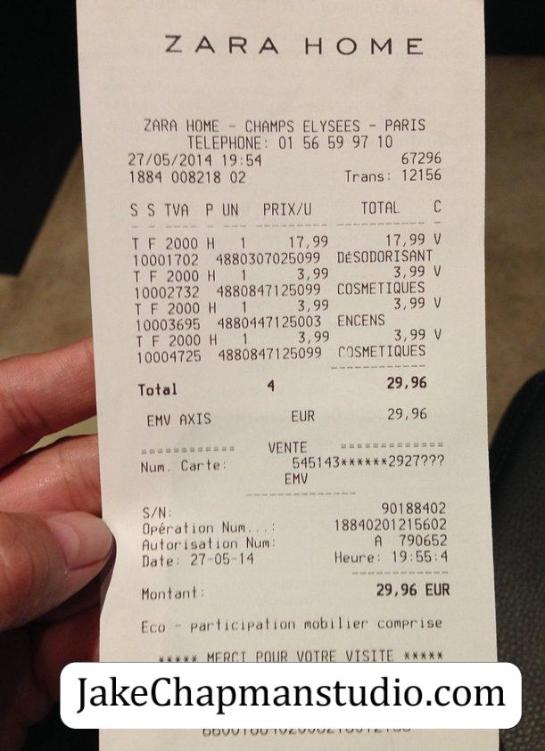 ZARA HOME
ZARA HOME - CHAMPS ELYSEES - PARIS
TELEPHONE: 01 56 59 97 10
27/05/2014 19:54 67296
1884 008218 02 Trans: 12156
S S TVA P UN PRIX/U TOTAL C
T F 2000 H 1 17,99 17,99 V
10001702 4880307025099 DéSODORISANT
T F 2000 H 1 3,99 3,99 V
10002732 4880847125099 COSMETIQUES
T F 2000 H 1 3,99 3,99 V
10003695 4880447125003 ENCENS
T F 2000 H 1 3,99 3,99 V
10004725 4880847125099 COSMETIQUES
Total 4 29,96
EMV AXIS EUR 29,96
============ VENTE =============
Num. Carte: 545143******2927???
EMV
S/N: 90188402
Opération Num...: 18840201215602
Autorisation Num: A 790652
Date: 27-05-14 Heure: 19:55:4
Montant: 29,96 EUR
Eco - participation mobilier comprise
***** MERCI POUR VOTRE VISITE *****
JakeChapmanstudio.com